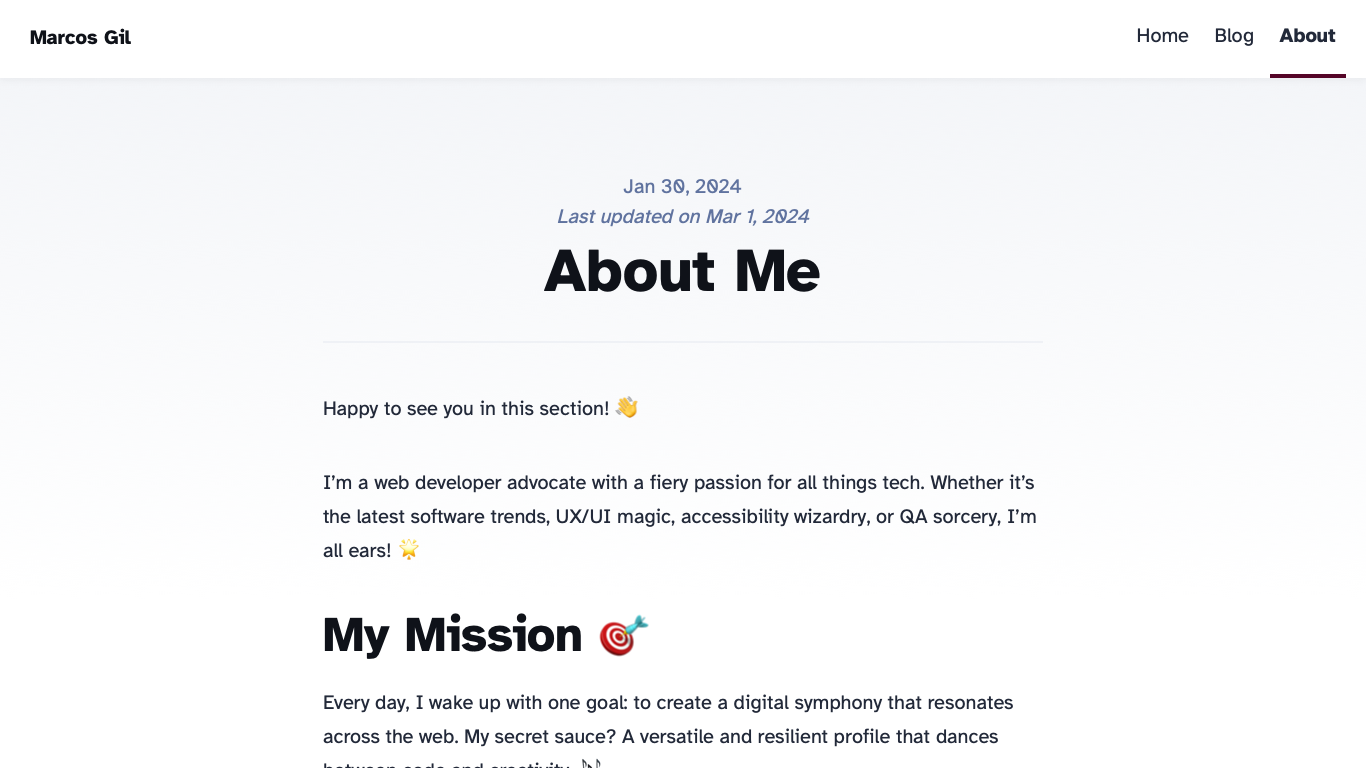 Marcos Gil
Home Blog About
Jan 30, 2024
Last updated on Mar 1, 2024
About Me
Happy to see you in this section! 👋
I’m a web developer advocate with a fiery passion for all things tech. Whether it’s
the latest software trends, UX/UI magic, accessibility wizardry, or QA sorcery, I’m
all ears! 🌟
My Mission 🎯
Every day, I wake up with one goal: to create a digital symphony that resonates
across the web. My secret sauce? A versatile and resilient profile that dances
between code and creativity. 🎶